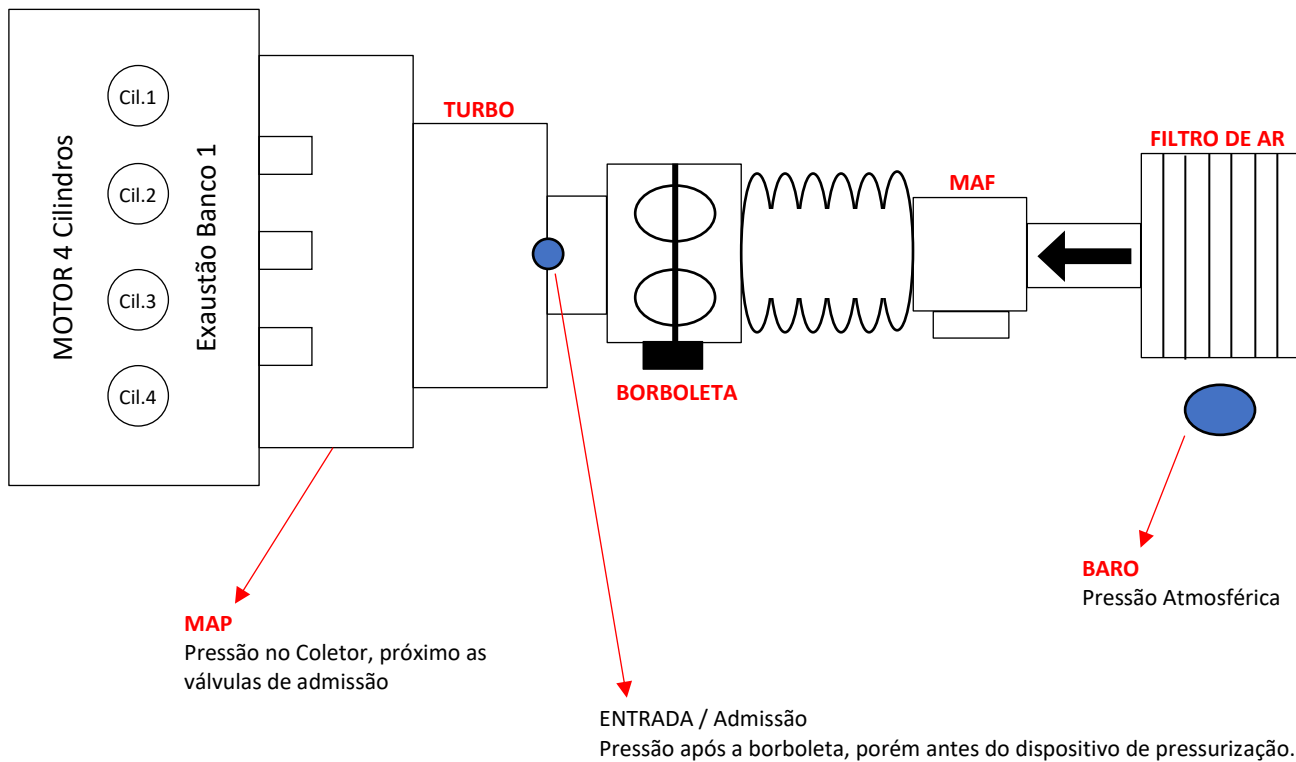 MOTOR 4 Cilindros
Exaustão Banco 1
Cil.1
Cil.2
Cil.3
Cil.4
TURBO
BORBOLETA
MAF
FILTRO DE AR
MAP
Pressão no Coletor, próximo as
válvulas de admissão
ENTRADA / Admissão
Pressão após a borboleta, porém antes do dispositivo de pressurização.
BARO
Pressão Atmosférica